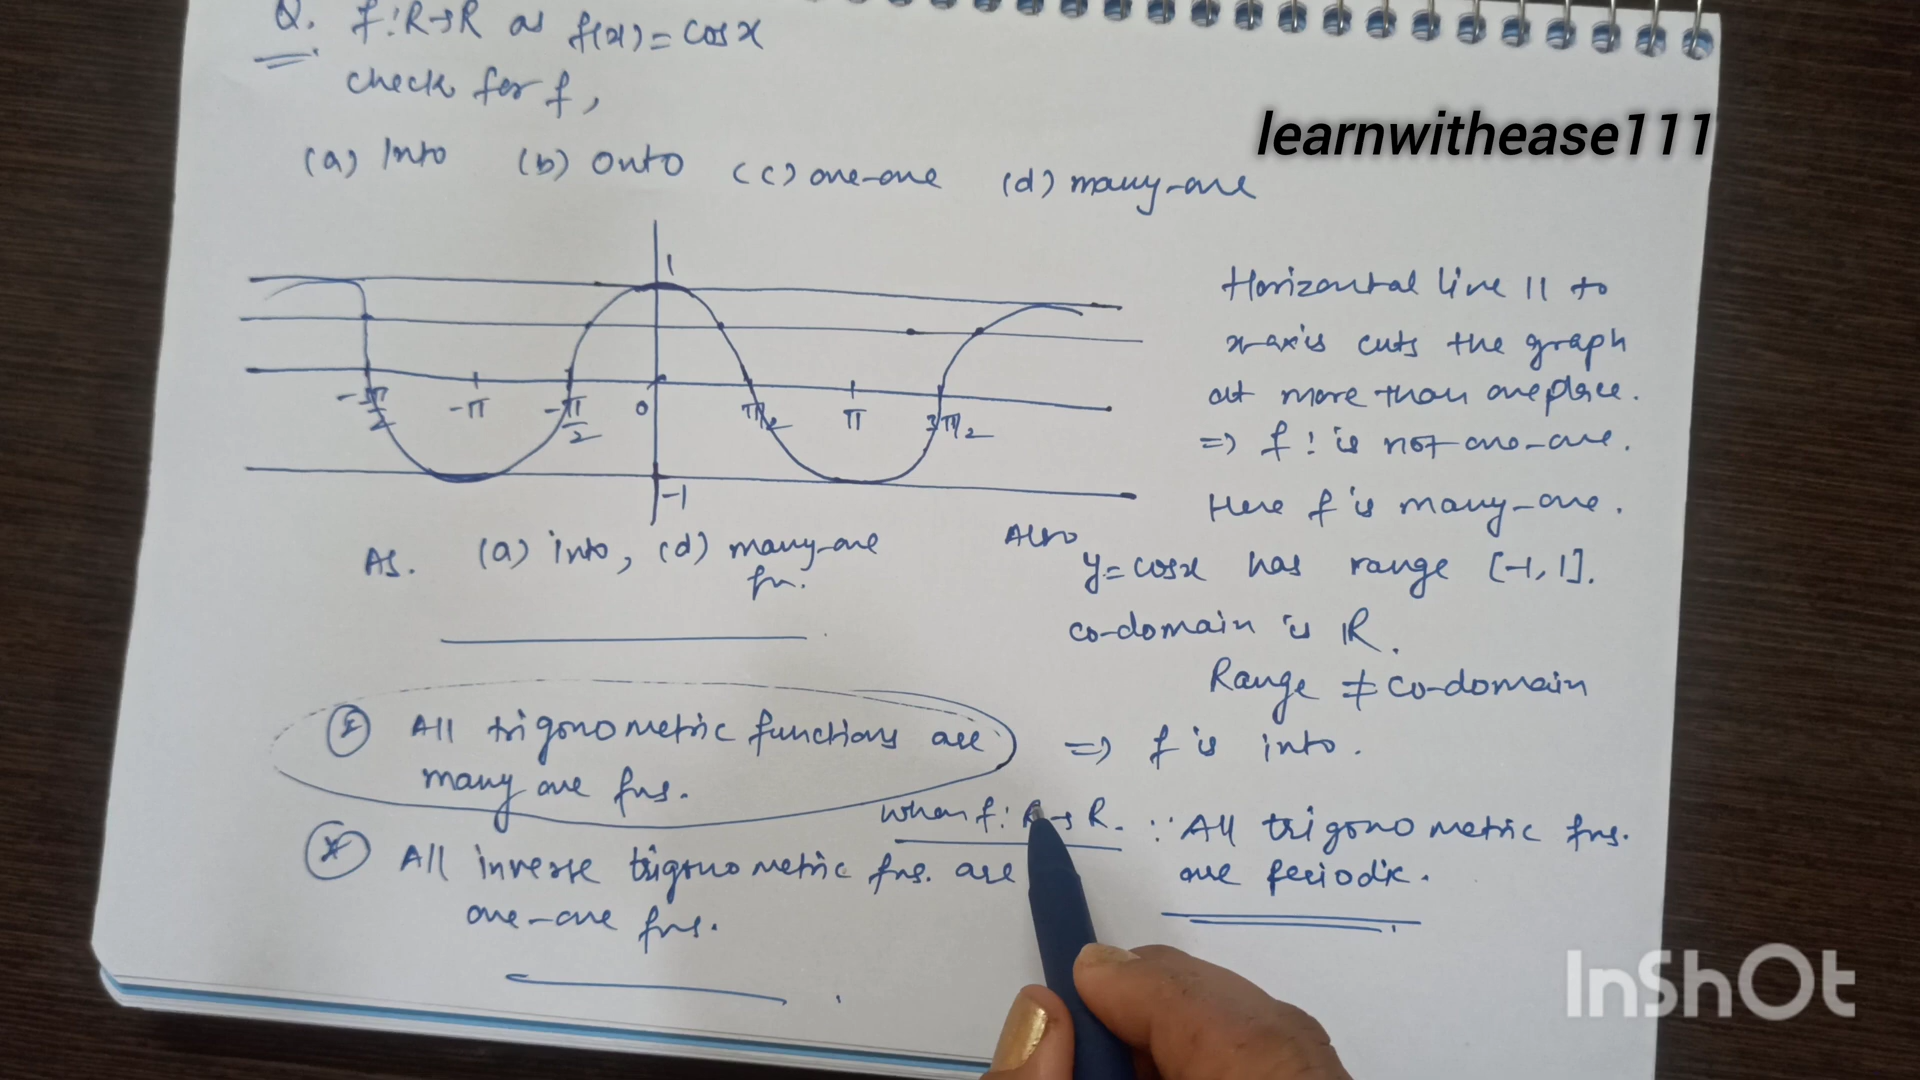 Q. f:R→R as f(x)=cosx
check for f,
(a) Into (b) onto (c) one-one (d) many-one
learnwithease111
1
-3π/2 -π -π/2 0 π/2 π 3π/2
-1
Horizontal line || to
x-axis cuts the graph
at more than one place.
=> f: is not one-one.
Here f is many-one.
As. (a) into, (d) many-one
fn.
Also
y=cosx has range [-1,1].
co-domain is R.
Range ≠ co-domain
=> f is into.
* All trigonometric functions are
many one fns.
when f: R→R.
∵ All trigonometric fns.
are periodic.
* All inverse trigonometric fns. are
one-one fns.
InShOt